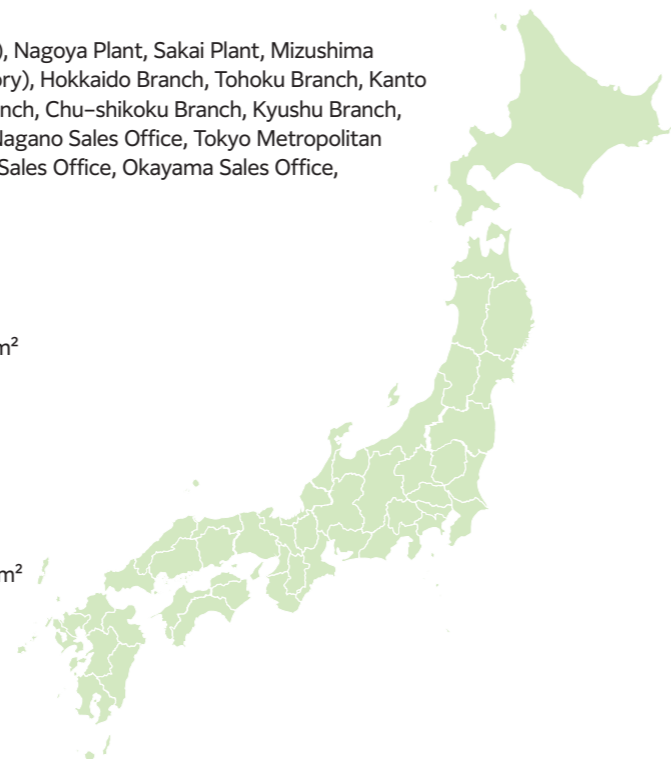 ), Nagoya Plant, Sakai Plant, Mizushima
ory), Hokkaido Branch, Tohoku Branch, Kanto
nch, Chu–shikoku Branch, Kyushu Branch,
Nagano Sales Office, Tokyo Metropolitan
Sales Office, Okayama Sales Office,
m²
m²